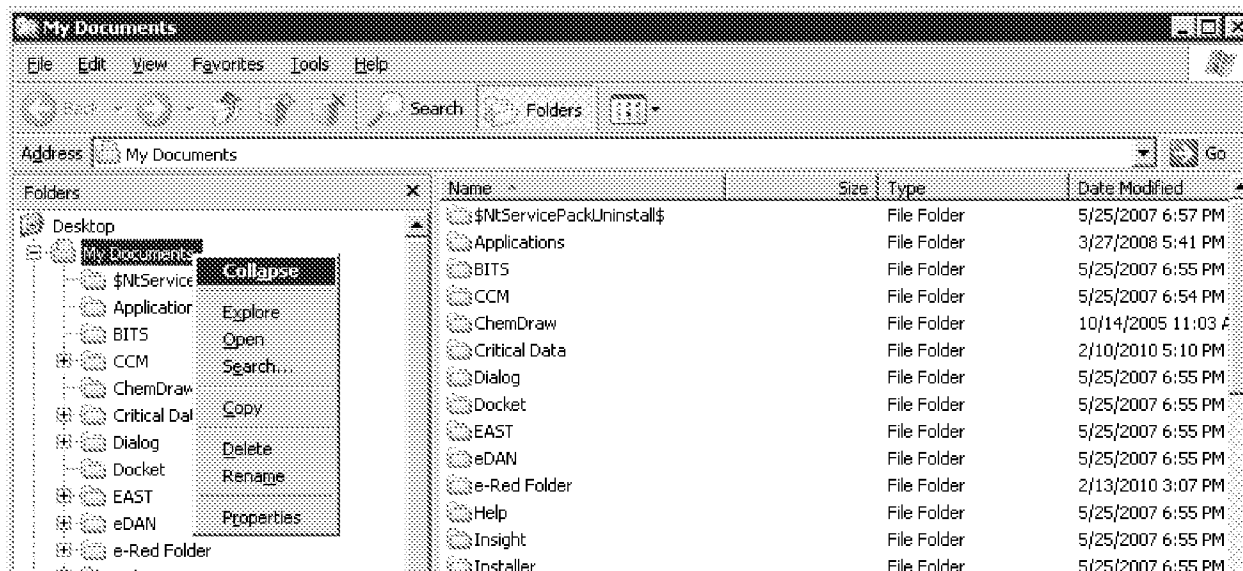 My Documents
File Edit View Favorites Tools Help
Back Search Folders
Address My Documents Go
Folders
Desktop
My Documents
$NtService
Application
BITS
CCM
ChemDraw
Critical Dat
Dialog
Docket
EAST
eDAN
e-Red Folder
Collapse
Explore
Open
Search...
Copy
Delete
Rename
Properties
Name Size Type Date Modified
$NtServicePackUninstall$ File Folder 5/25/2007 6:57 PM
Applications File Folder 3/27/2008 5:41 PM
BITS File Folder 5/25/2007 6:55 PM
CCM File Folder 5/25/2007 6:54 PM
ChemDraw File Folder 10/14/2005 11:03 A
Critical Data File Folder 2/10/2010 5:10 PM
Dialog File Folder 5/25/2007 6:55 PM
Docket File Folder 5/25/2007 6:55 PM
EAST File Folder 5/25/2007 6:55 PM
eDAN File Folder 5/25/2007 6:55 PM
e-Red Folder File Folder 2/13/2010 3:07 PM
Help File Folder 5/25/2007 6:55 PM
Insight File Folder 5/25/2007 6:55 PM
Installer File Folder 5/25/2007 6:55 PM